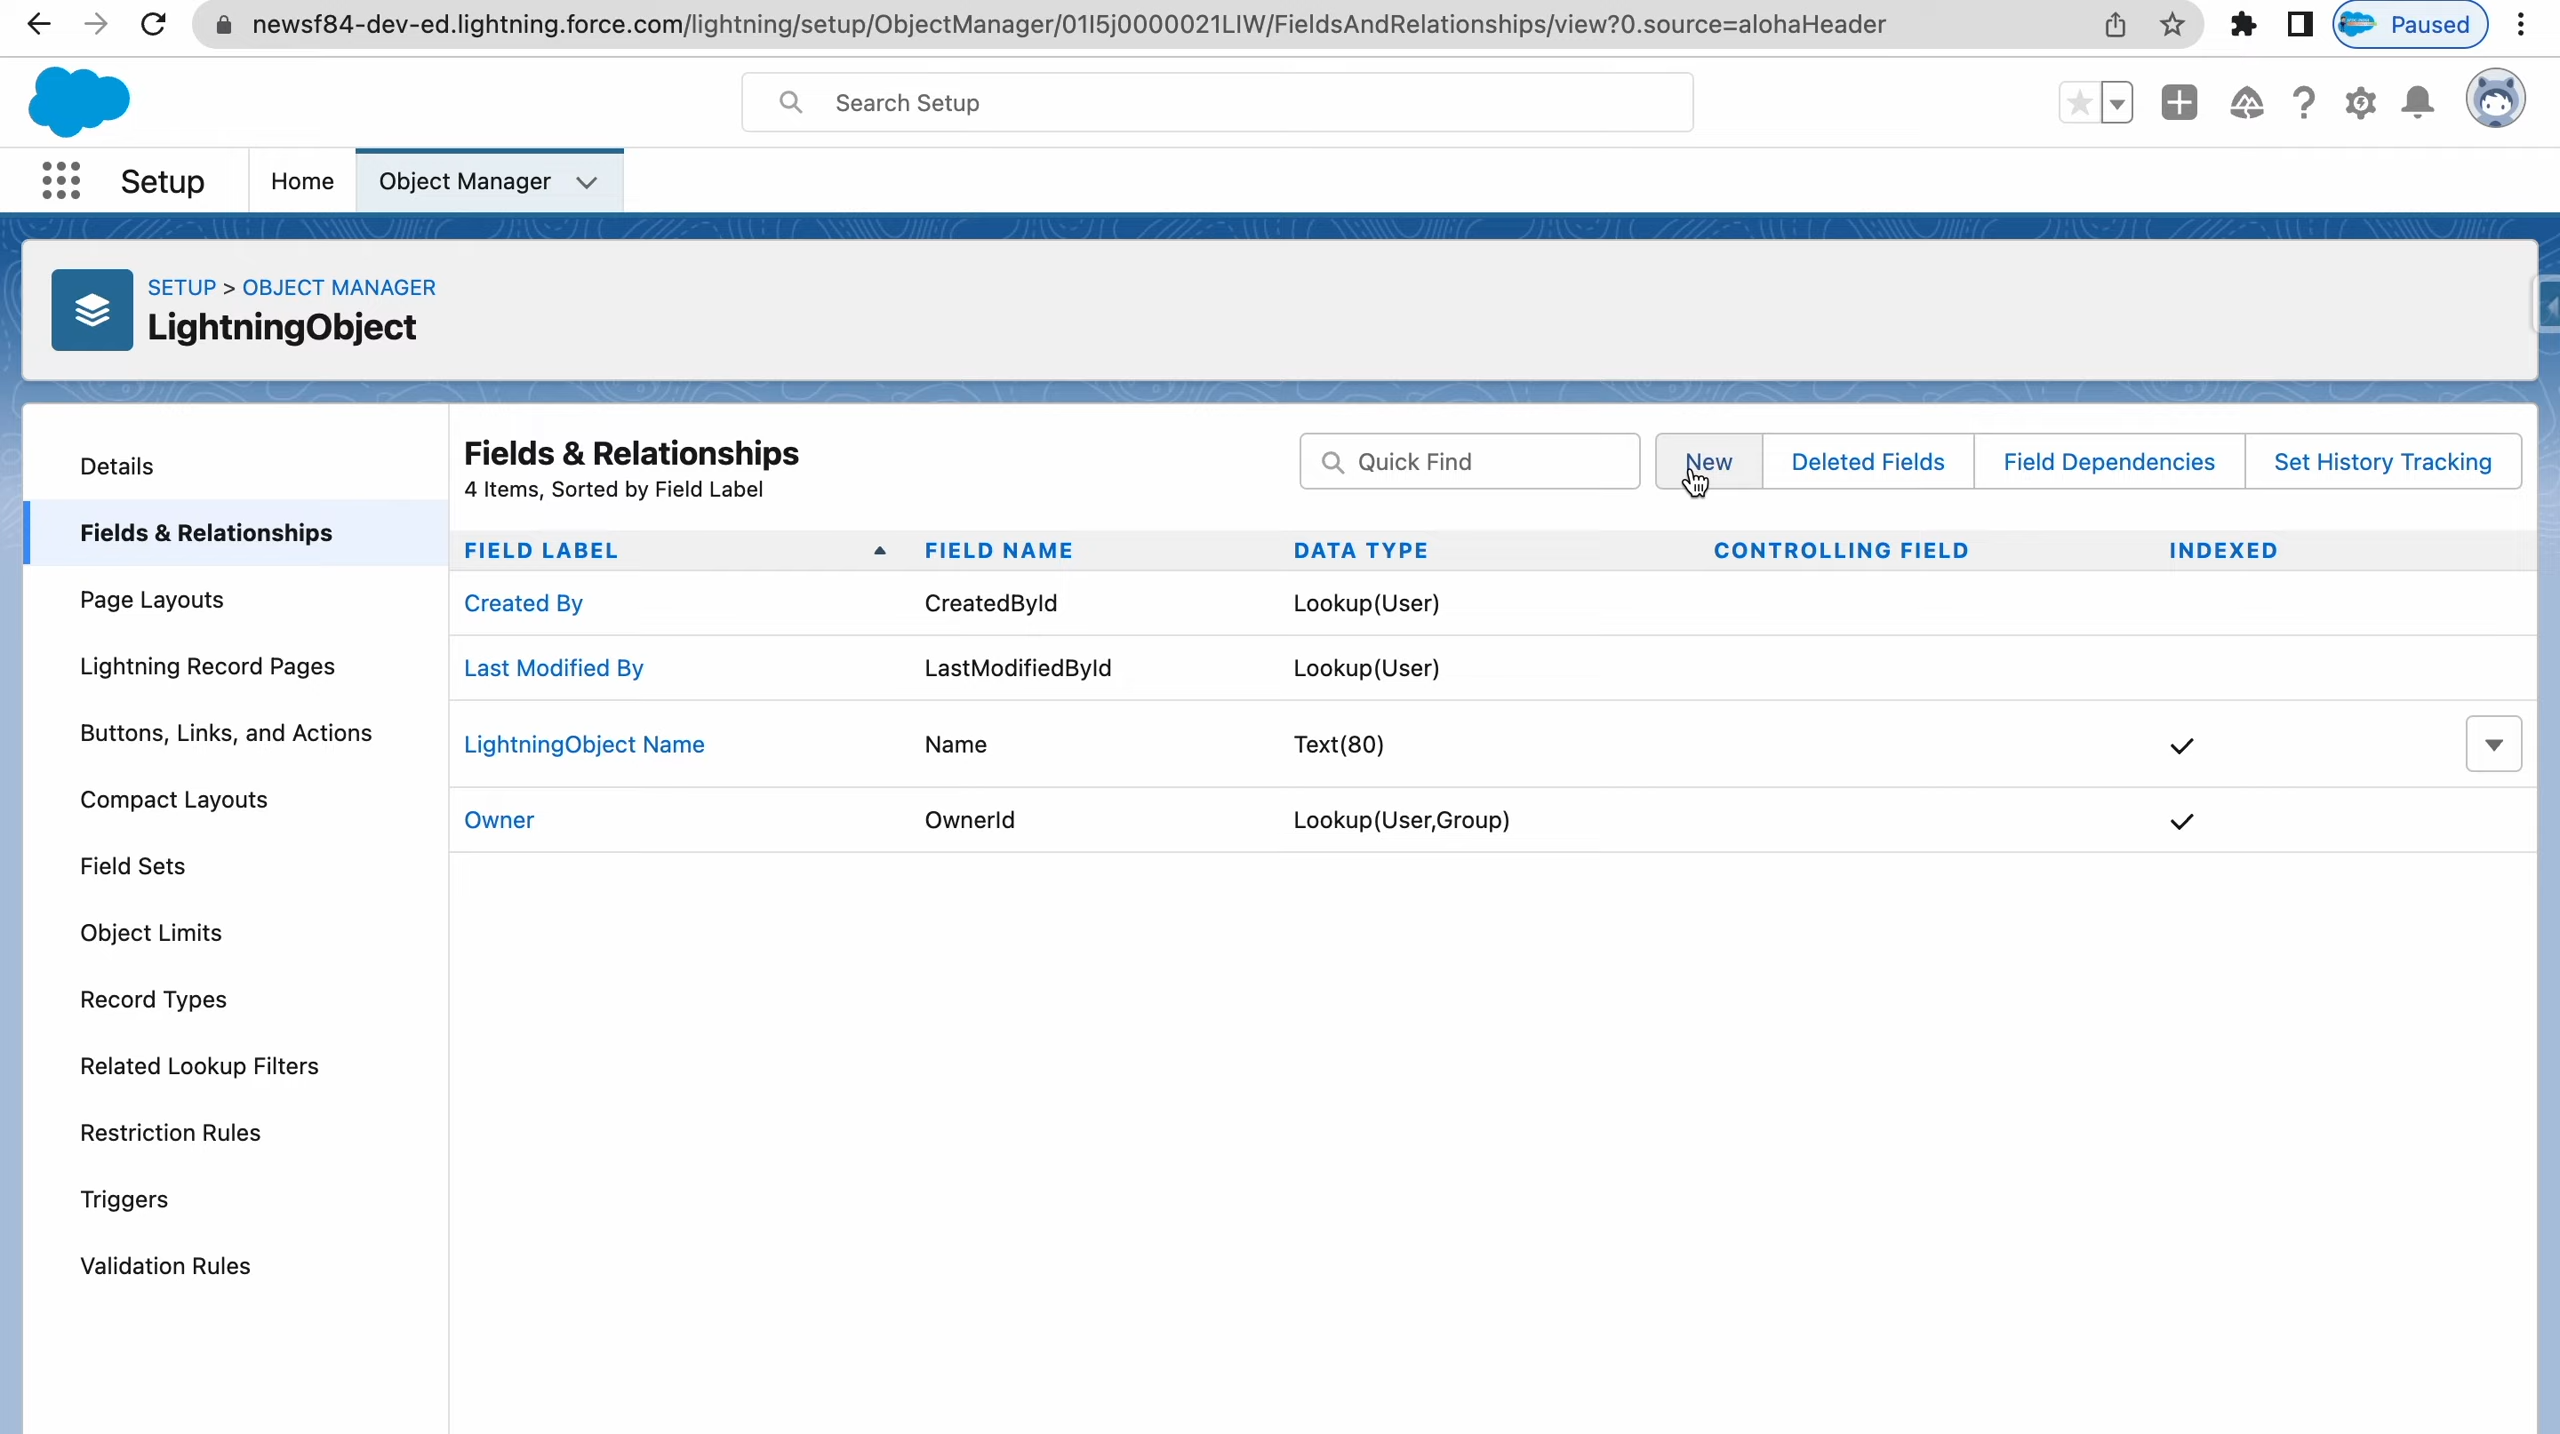 newsf84-dev-ed.lightning.force.com/lightning/setup/ObjectManager/01I5j0000021LIW/FieldsAndRelationships/view?0.source=alohaHeader
Paused
Search Setup
Setup
Home
Object Manager
SETUP > OBJECT MANAGER
LightningObject
Details
Fields & Relationships
Page Layouts
Lightning Record Pages
Buttons, Links, and Actions
Compact Layouts
Field Sets
Object Limits
Record Types
Related Lookup Filters
Restriction Rules
Triggers
Validation Rules
Fields & Relationships
4 Items, Sorted by Field Label
Quick Find
New
Deleted Fields
Field Dependencies
Set History Tracking
FIELD LABEL FIELD NAME DATA TYPE CONTROLLING FIELD INDEXED
Created By CreatedById Lookup(User)
Last Modified By LastModifiedById Lookup(User)
LightningObject Name Name Text(80)
Owner OwnerId Lookup(User,Group)